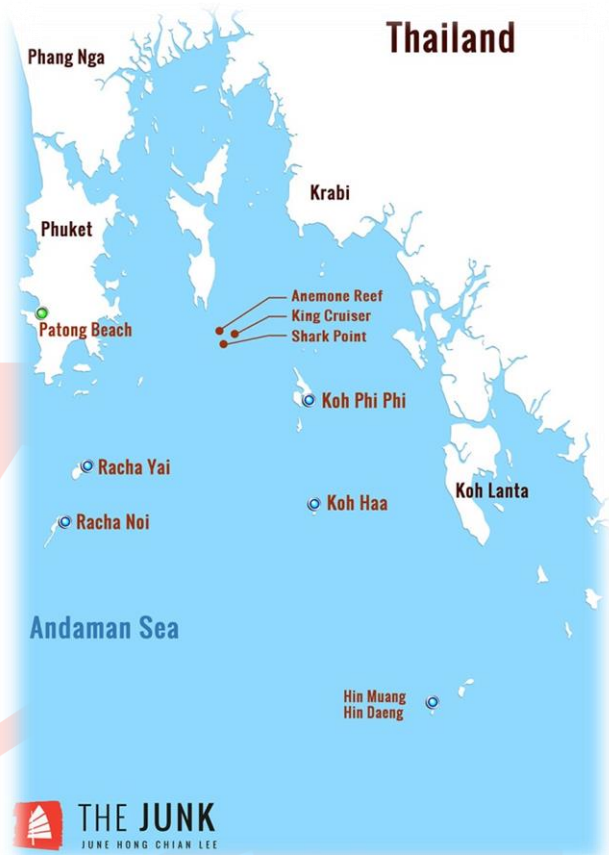 Thailand
Phang Nga
Krabi
Phuket
Anemone Reef
King Cruiser
Shark Point
Patong Beach
Koh Phi Phi
Racha Yai
Koh Lanta
Koh Haa
Racha Noi
Andaman Sea
Hin Muang
Hin Daeng
THE JUNK
JUNE HONG CHIAN LEE